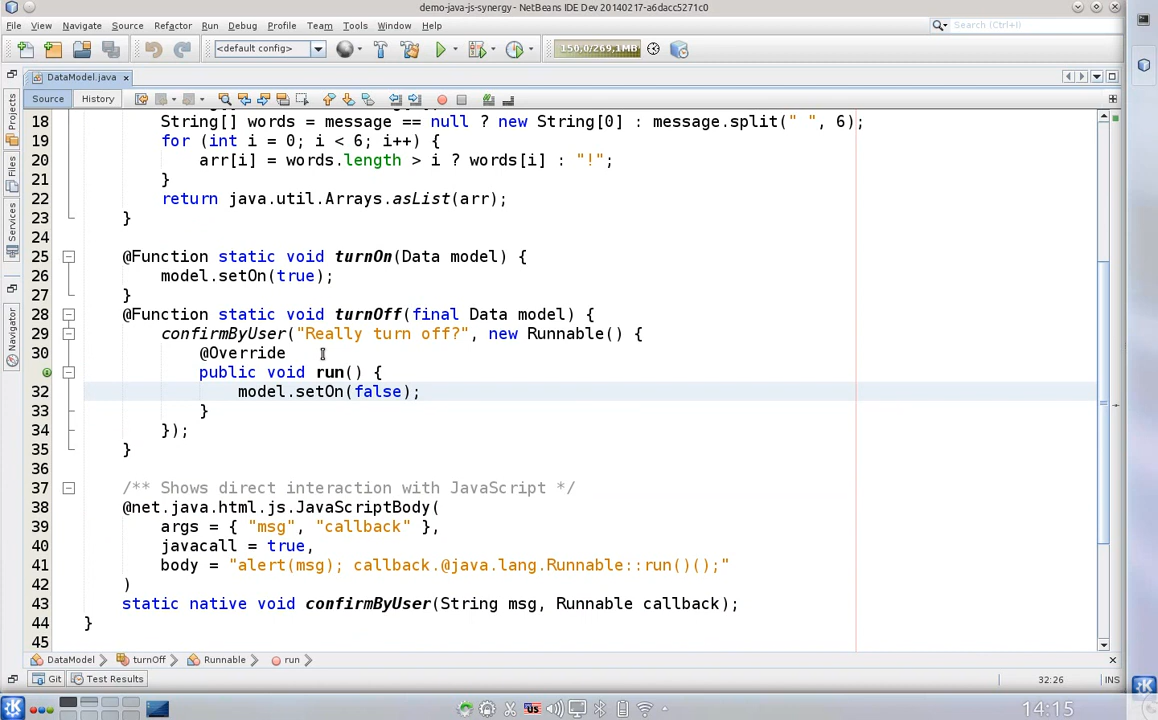 demo-java-js-synergy - NetBeans IDE Dev 20140217-a6dacc5271c0
File View Navigate Source Refactor Run Debug Profile Team Tools Window Help
Search (Ctrl+I)
<default config>
150,0/269,1MB
DataModel.java
Source History
Projects
Files
Services
Navigator
18 String[] words = message == null ? new String[0] : message.split(" ", 6);
19 for (int i = 0; i < 6; i++) {
20 arr[i] = words.length > i ? words[i] : "!";
21 }
22 return java.util.Arrays.asList(arr);
23 }
24
25 @Function static void turnOn(Data model) {
26 model.setOn(true);
27 }
28 @Function static void turnOff(final Data model) {
29 confirmByUser("Really turn off?", new Runnable() {
30 @Override
public void run() {
32 model.setOn(false);
33 }
34 });
35 }
36
37 /** Shows direct interaction with JavaScript */
38 @net.java.html.js.JavaScriptBody(
39 args = { "msg", "callback" },
40 javacall = true,
41 body = "alert(msg); callback.@java.lang.Runnable::run()();"
42 )
43 static native void confirmByUser(String msg, Runnable callback);
44 }
45
DataModel turnOff Runnable run
Git Test Results
32:26 INS
us
14:15